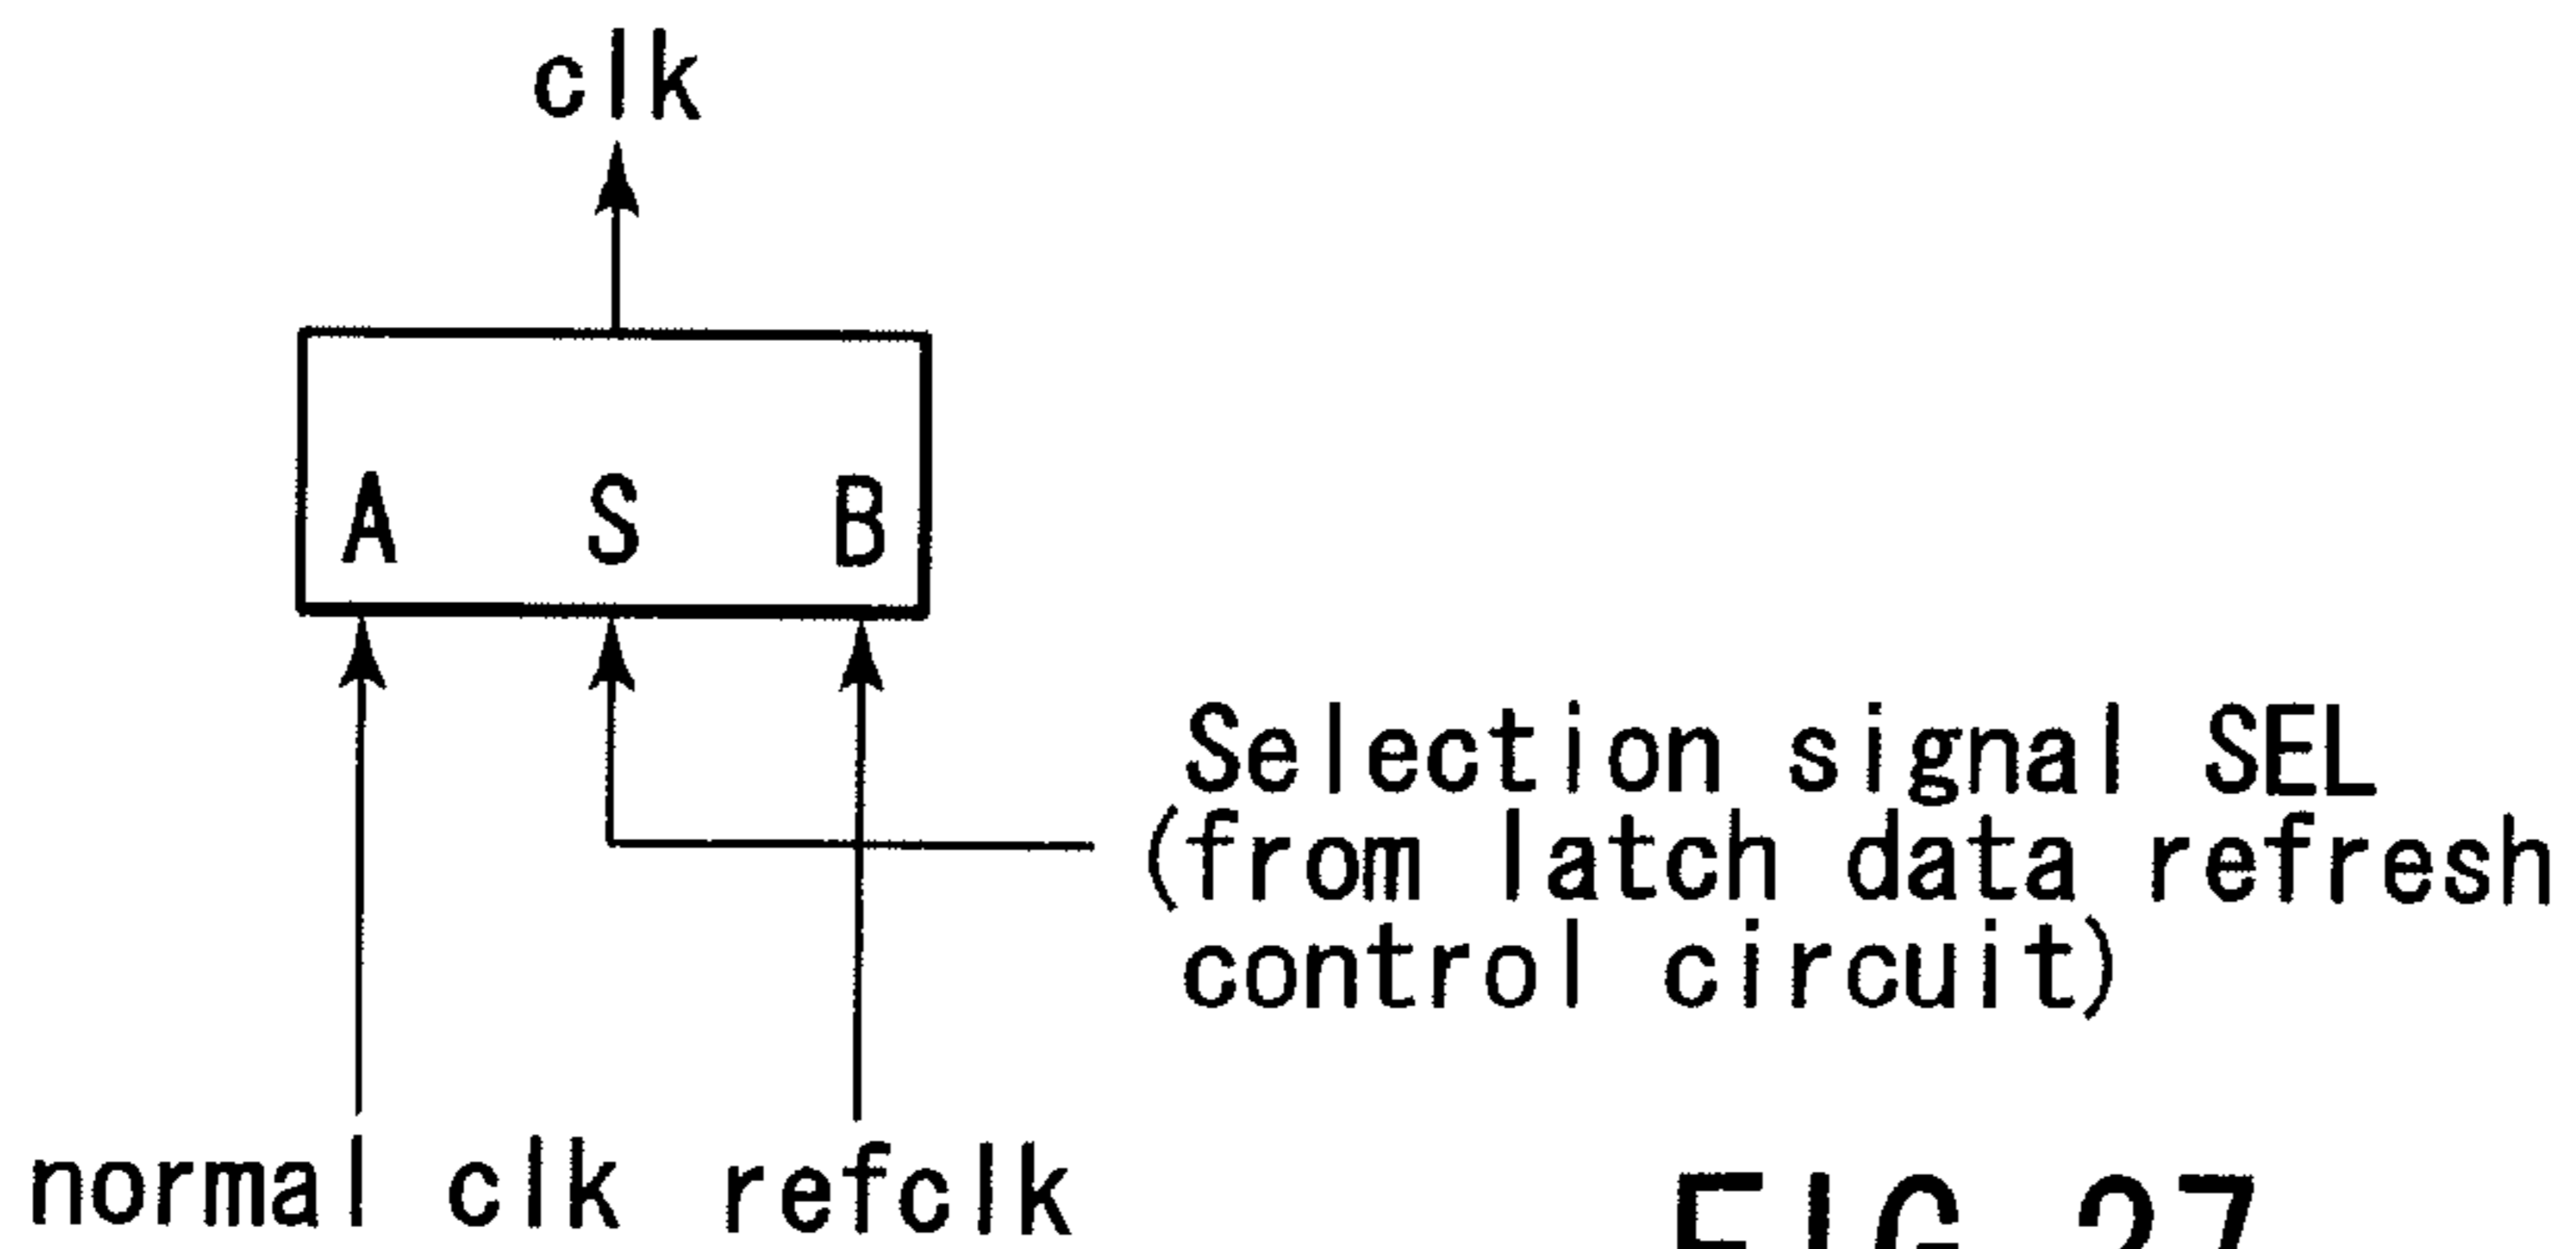 clk
A S B
Selection signal SEL
(from latch data refresh
control circuit)
normal clk refclk
FIG. 27